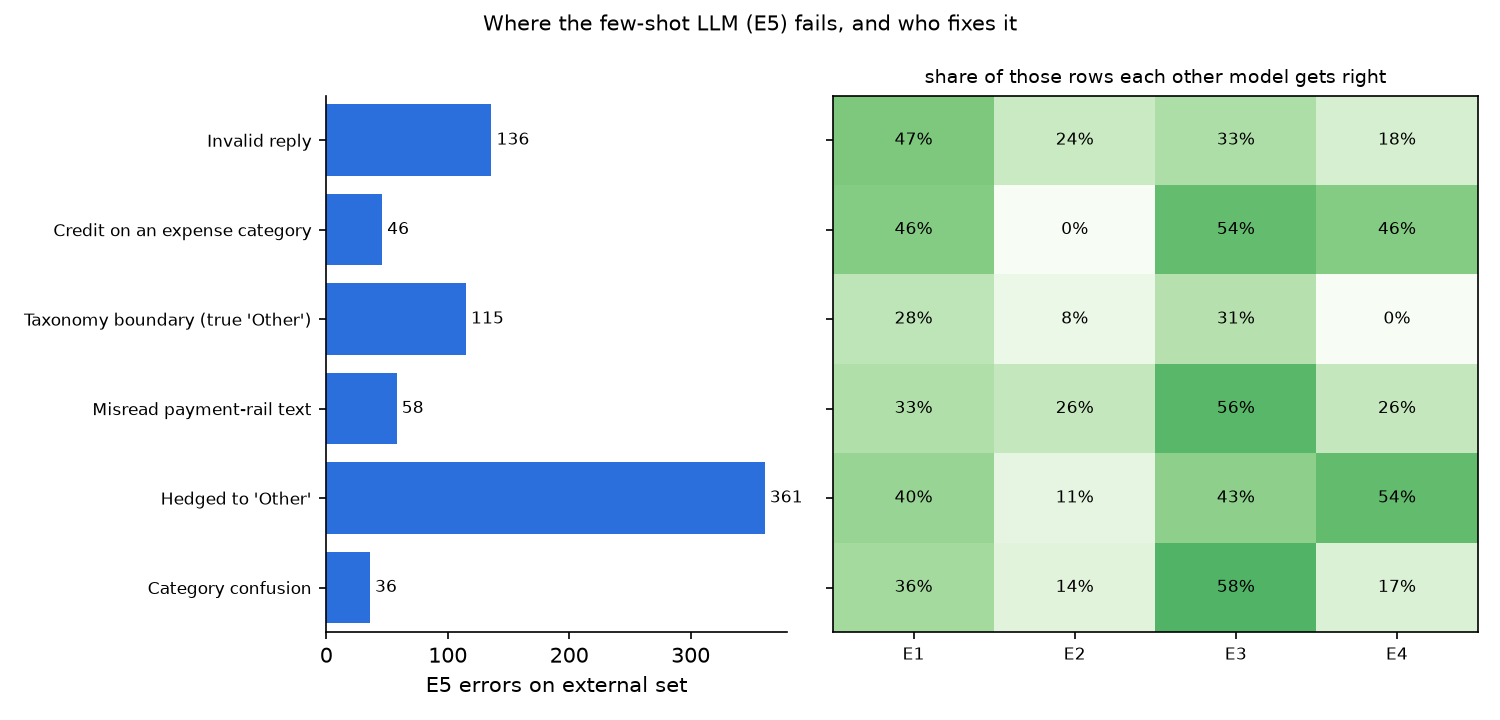 Where the few-shot LLM (E5) fails, and who fixes it
share of those rows each other model gets right
Invalid reply 136 47% 24% 33% 18%
Credit on an expense category 46 46% 0% 54% 46%
Taxonomy boundary (true 'Other') 115 28% 8% 31% 0%
Misread payment-rail text 58 33% 26% 56% 26%
Hedged to 'Other' 361 40% 11% 43% 54%
Category confusion 36 36% 14% 58% 17%
0 100 200 300 E1 E2 E3 E4
E5 errors on external set